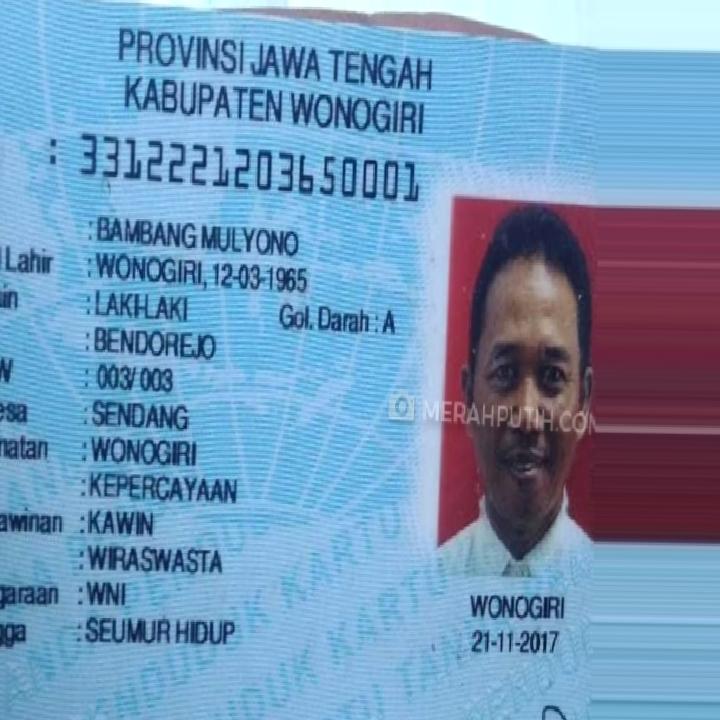 PROVINSI JAWA TENGAH
KABUPATEN WONOGIRI
: 3312221203650001
: BAMBANG MULYONO
Lahir : WONOGIRI, 12-03-1965
in : LAKI-LAKI Gol. Darah : A
: BENDOREJO
W : 003/ 003
esa : SENDANG
matan : WONOGIRI
: KEPERCAYAAN
awinan : KAWIN
: WIRASWASTA
garaan : WNI
gga : SEUMUR HIDUP
WONOGIRI
21-11-2017
MERAHPUTIH.COM